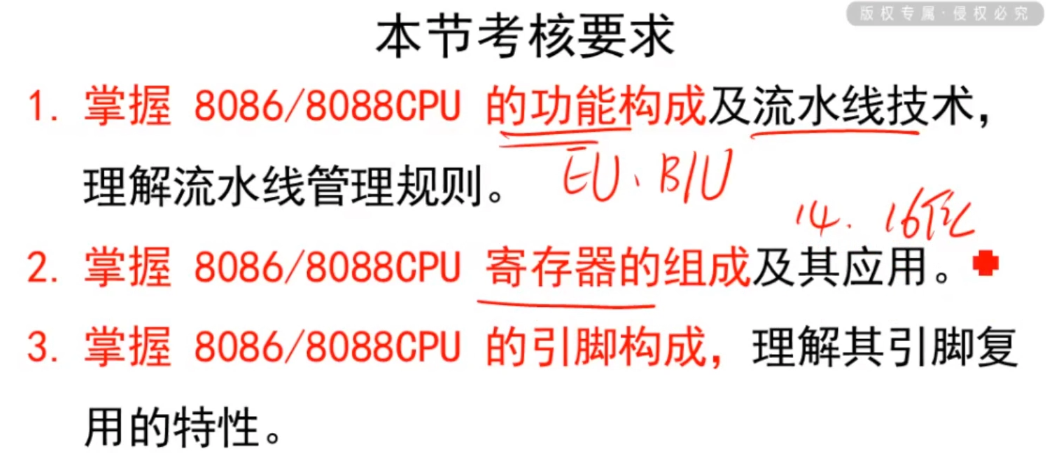 版权专属·侵权必究
本节考核要求
1. 掌握 8086/8088CPU 的功能构成及流水线技术，
理解流水线管理规则。
EU、BIU
14. 16位
2. 掌握 8086/8088CPU 寄存器的组成及其应用。
3. 掌握 8086/8088CPU 的引脚构成，理解其引脚复
用的特性。